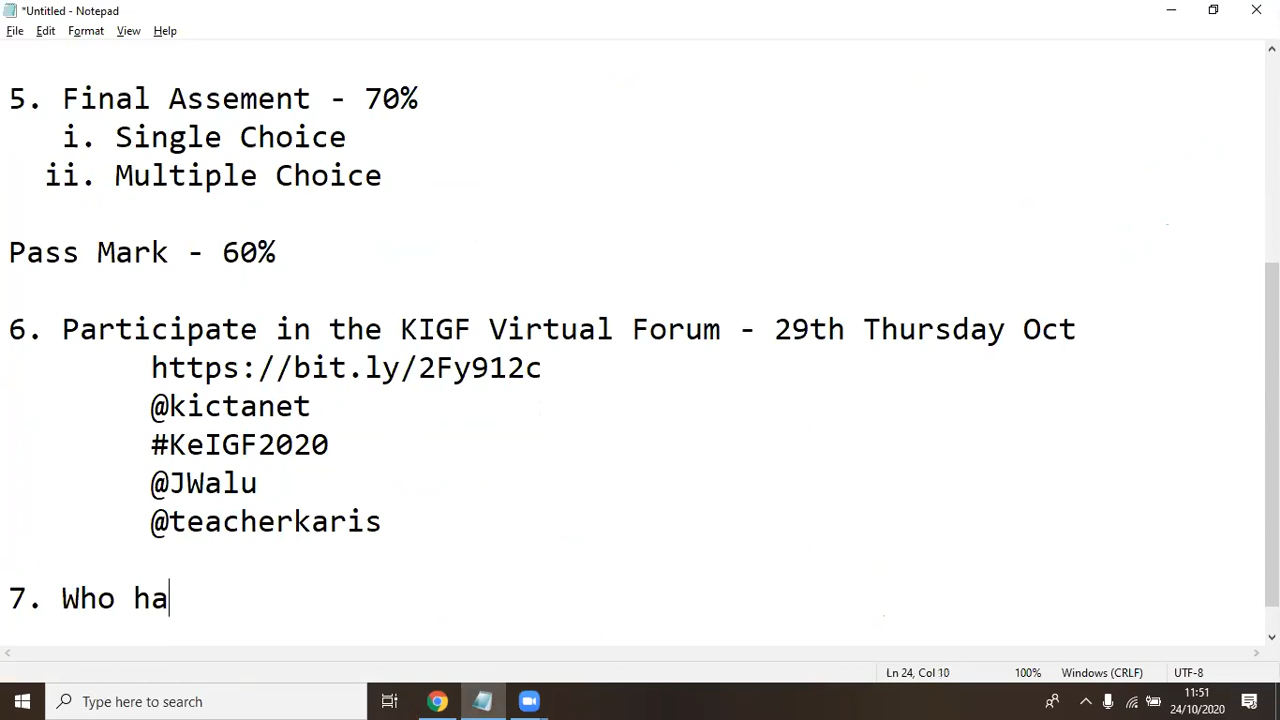 *Untitled - Notepad
File Edit Format View Help
5. Final Assement - 70%
i. Single Choice
ii. Multiple Choice
Pass Mark - 60%
6. Participate in the KIGF Virtual Forum - 29th Thursday Oct
https://bit.ly/2Fy912c
@kictanet
#KeIGF2020
@JWalu
@teacherkaris
7. Who ha
Ln 24, Col 10 100% Windows (CRLF) UTF-8
Type here to search
11:51
24/10/2020